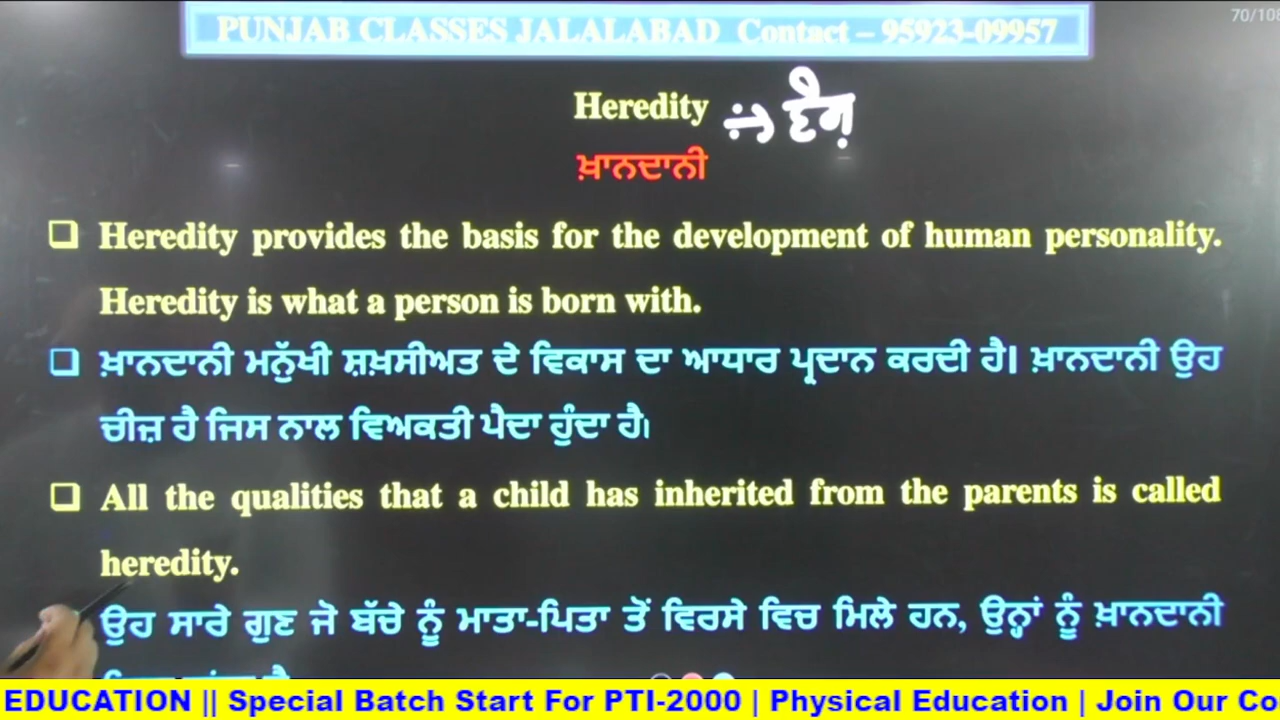 70/108
PUNJAB CLASSES JALALABAD Contact – 95923-09957
Heredity
ਖ਼ਾਨਦਾਨੀ
❑ Heredity provides the basis for the development of human personality.
Heredity is what a person is born with.
❑ ਖ਼ਾਨਦਾਨੀ ਮਨੁੱਖੀ ਸ਼ਖ਼ਸੀਅਤ ਦੇ ਵਿਕਾਸ ਦਾ ਆਧਾਰ ਪ੍ਰਦਾਨ ਕਰਦੀ ਹੈ। ਖ਼ਾਨਦਾਨੀ ਉਹ
ਚੀਜ਼ ਹੈ ਜਿਸ ਨਾਲ ਵਿਅਕਤੀ ਪੈਦਾ ਹੁੰਦਾ ਹੈ।
❑ All the qualities that a child has inherited from the parents is called
heredity.
ਉਹ ਸਾਰੇ ਗੁਣ ਜੋ ਬੱਚੇ ਨੂੰ ਮਾਤਾ-ਪਿਤਾ ਤੋਂ ਵਿਰਸੇ ਵਿਚ ਮਿਲੇ ਹਨ, ਉਨ੍ਹਾਂ ਨੂੰ ਖ਼ਾਨਦਾਨੀ
EDUCATION || Special Batch Start For PTI-2000 | Physical Education | Join Our Co